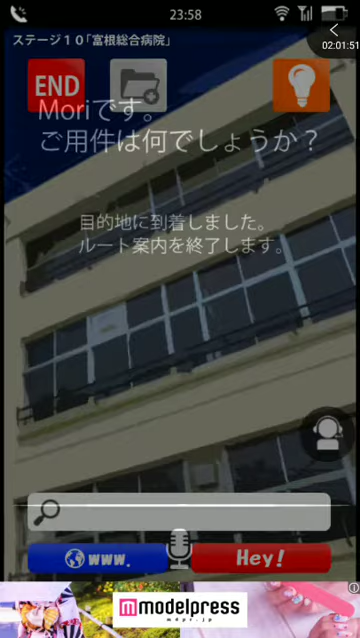 23:58
ステージ１０「富根総合病院」
02:01:51
END
Moriです。
ご用件は何でしょうか？
目的地に到着しました。
ルート案内を終了します。
www.
Hey!
modelpress
mdpr.jp